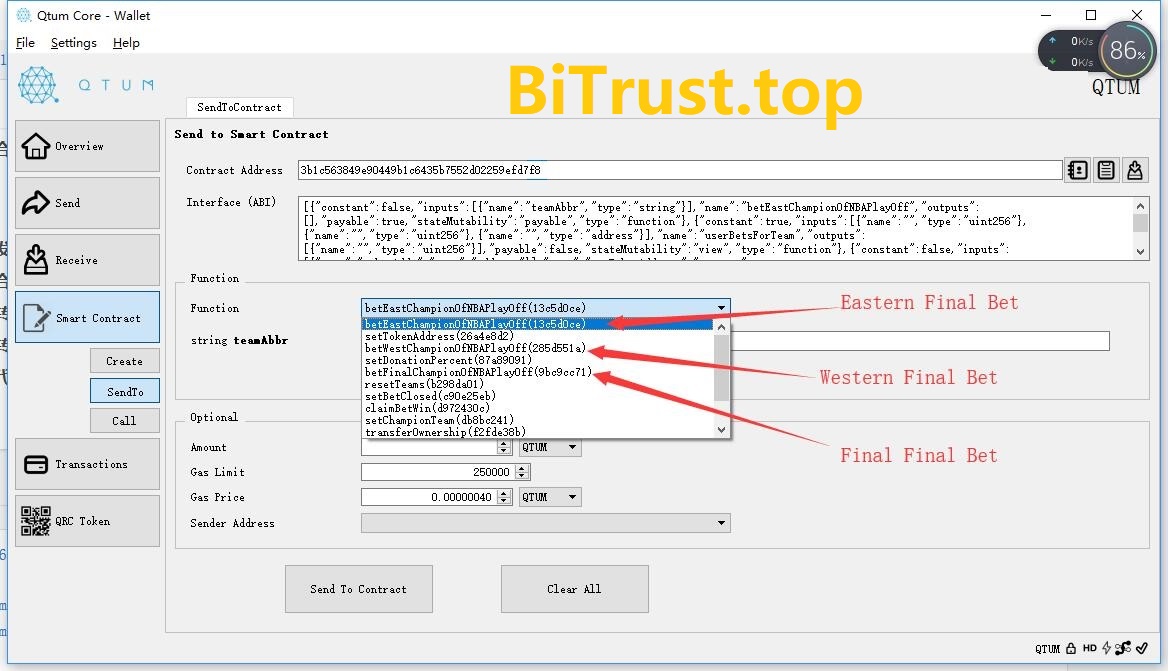 Qtum Core - Wallet
File Settings Help
0K/s
0K/s
86%
QTUM
BiTrust.top
QTUM
SendToContract
Send to Smart Contract
Overview
Contract Address 3b1c563849e90449b1c6435b7552d02259efd7f8
Send
Interface (ABI) [{"constant":false,"inputs":[{"name":"teamAbbr","type":"string"}],"name":"betEastChampionOfNBAPlayOff","outputs":
[],"payable":true,"stateMutability":"payable","type":"function"},{"constant":true,"inputs":[{"name":"","type":"uint256"},
{"name":"","type":"uint256"},{"name":"","type":"address"}],"name":"userBetsForTeam","outputs":
[{"name":"","type":"uint256"}],"payable":false,"stateMutability":"view","type":"function"},{"constant":false,"inputs":
Receive
Function
Function betEastChampionOfNBAPlayOff(13c5d0ce)
Eastern Final Bet
Smart Contract
betEastChampionOfNBAPlayOff(13c5d0ce)
setTokenAddress(26a4e8d2)
string teamAbbr
betWestChampionOfNBAPlayOff(285d551a)
setDonationPercent(87a89091)
Create
betFinalChampionOfNBAPlayOff(9bc9cc71)
Western Final Bet
resetTeams(b298da01)
SendTo
setBetClosed(c90e25eb)
claimBetWin(d972430c)
Call
Optional
setChampionTeam(db8bc241)
transferOwnership(f2fde38b)
Amount QTUM
Final Final Bet
Transactions
Gas Limit 250000
Gas Price 0.00000040 QTUM
QRC Token
Sender Address
Send To Contract Clear All
QTUM HD